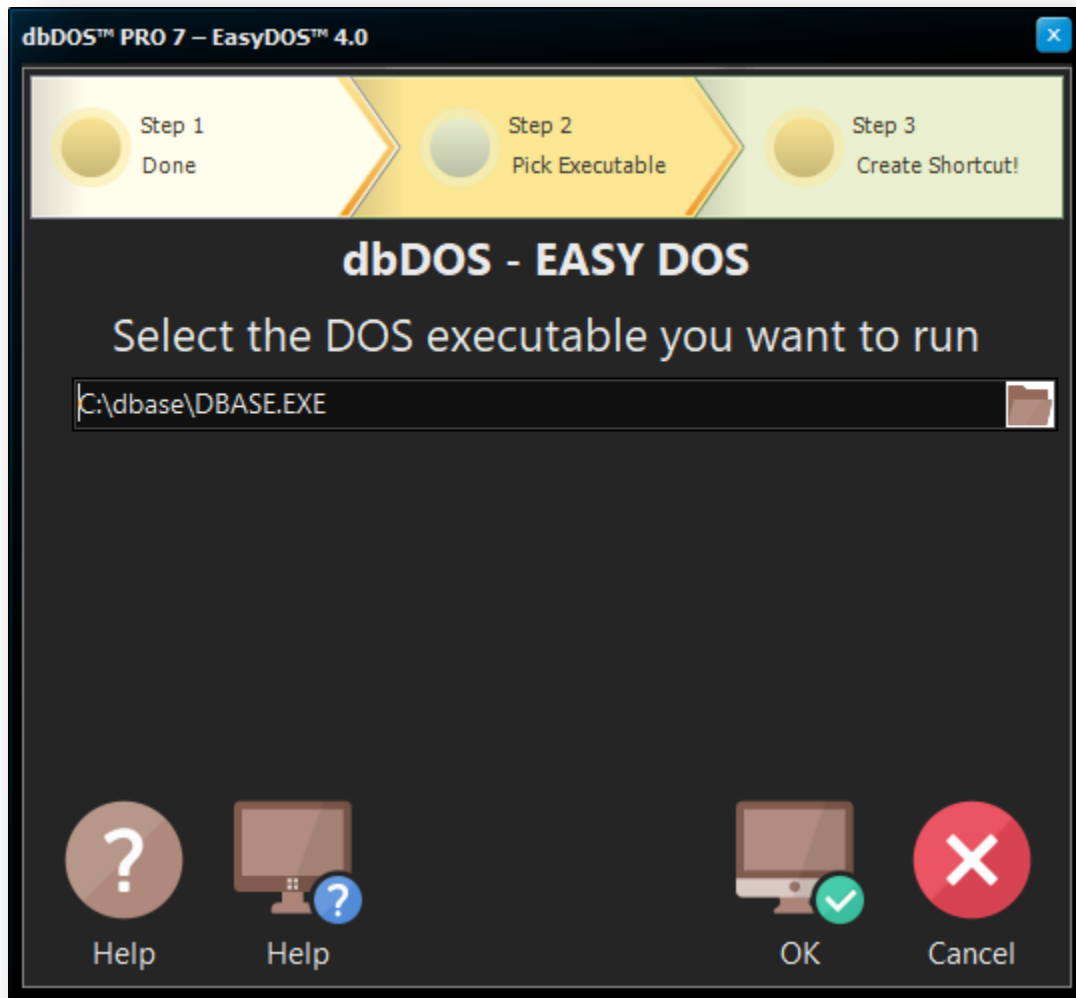 dbDOS™ PRO 7 – EasyDOS™ 4.0
Step 1
Done
Step 2
Pick Executable
Step 3
Create Shortcut!
dbDOS - EASY DOS
Select the DOS executable you want to run
C:\dbase\DBASE.EXE
Help
Help
OK
Cancel